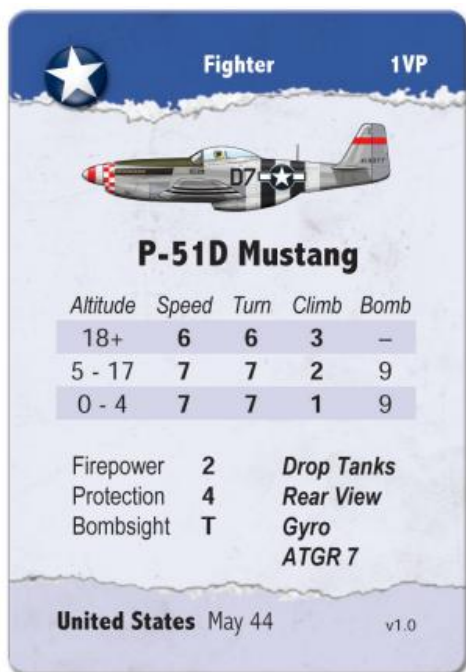 Fighter 1VP
D7
P-51D Mustang
Altitude Speed Turn Climb Bomb
18+ 6 6 3 –
5 - 17 7 7 2 9
0 - 4 7 7 1 9
Firepower 2 Drop Tanks
Protection 4 Rear View
Bombsight T Gyro
ATGR 7
United States May 44 v1.0